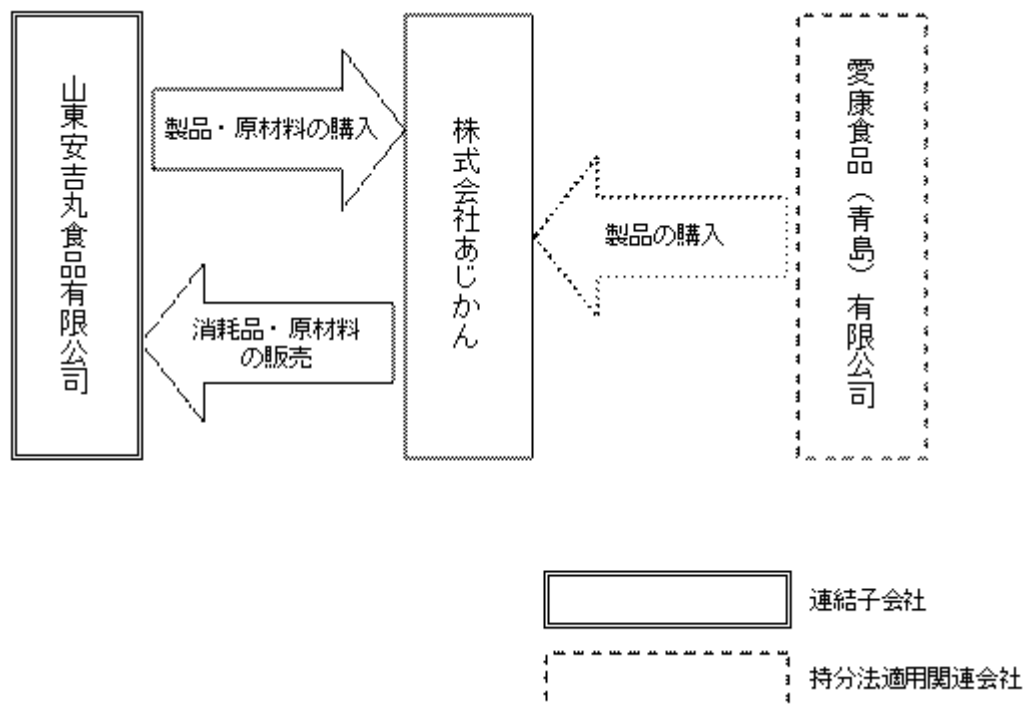 山東安吉丸食品有限公司
製品・原材料の購入
消耗品・原材料
の販売
株式会社あじかん
製品の購入
愛康食品（青島）有限公司
連結子会社
持分法適用関連会社